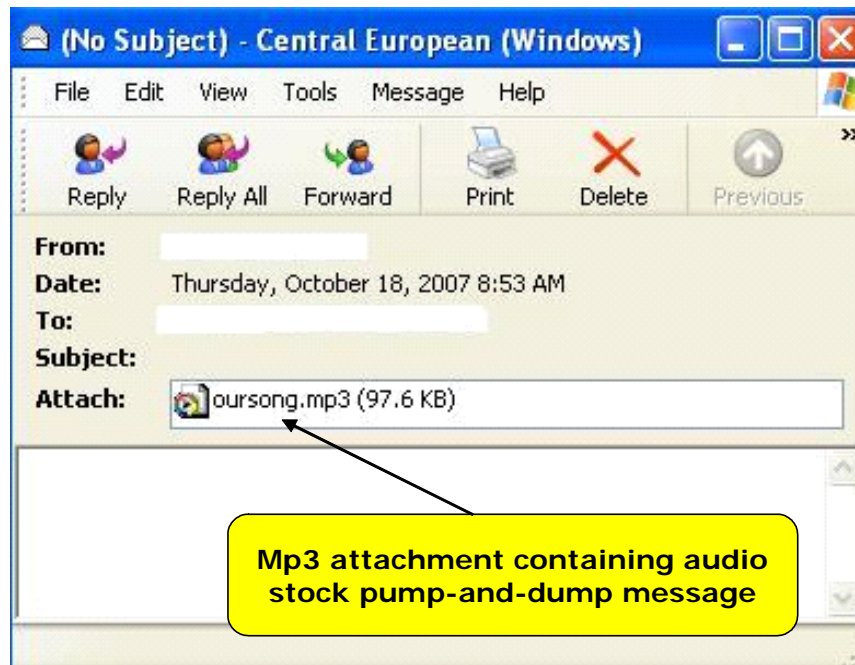 (No Subject) - Central European (Windows)
File Edit View Tools Message Help
Reply Reply All Forward Print Delete Previous
From:
Date: Thursday, October 18, 2007 8:53 AM
To:
Subject:
Attach: oursong.mp3 (97.6 KB)
Mp3 attachment containing audio
stock pump-and-dump message